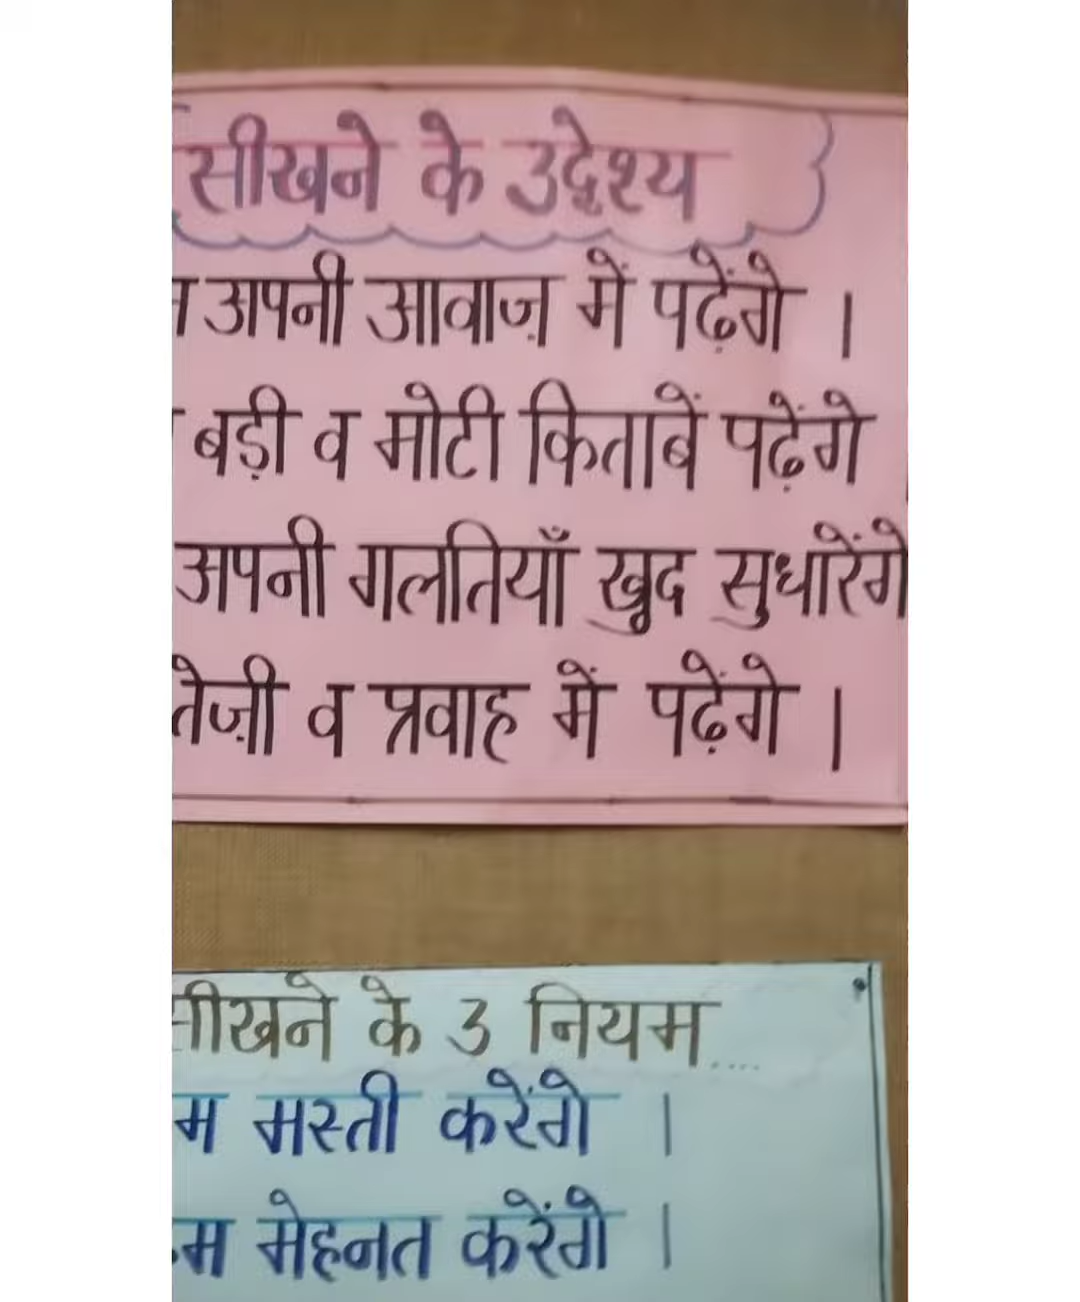 सीखने के उद्देश्य
अपनी आवाज़ में पढ़ेंगे ।
बड़ी व मोटी किताबें पढ़ेंगे
अपनी गलतियाँ खुद सुधारेंगे
तेज़ी व प्रवाह में पढ़ेंगे ।
सीखने के 3 नियम....
म मस्ती करेंगे ।
म मेहनत करेंगे ।